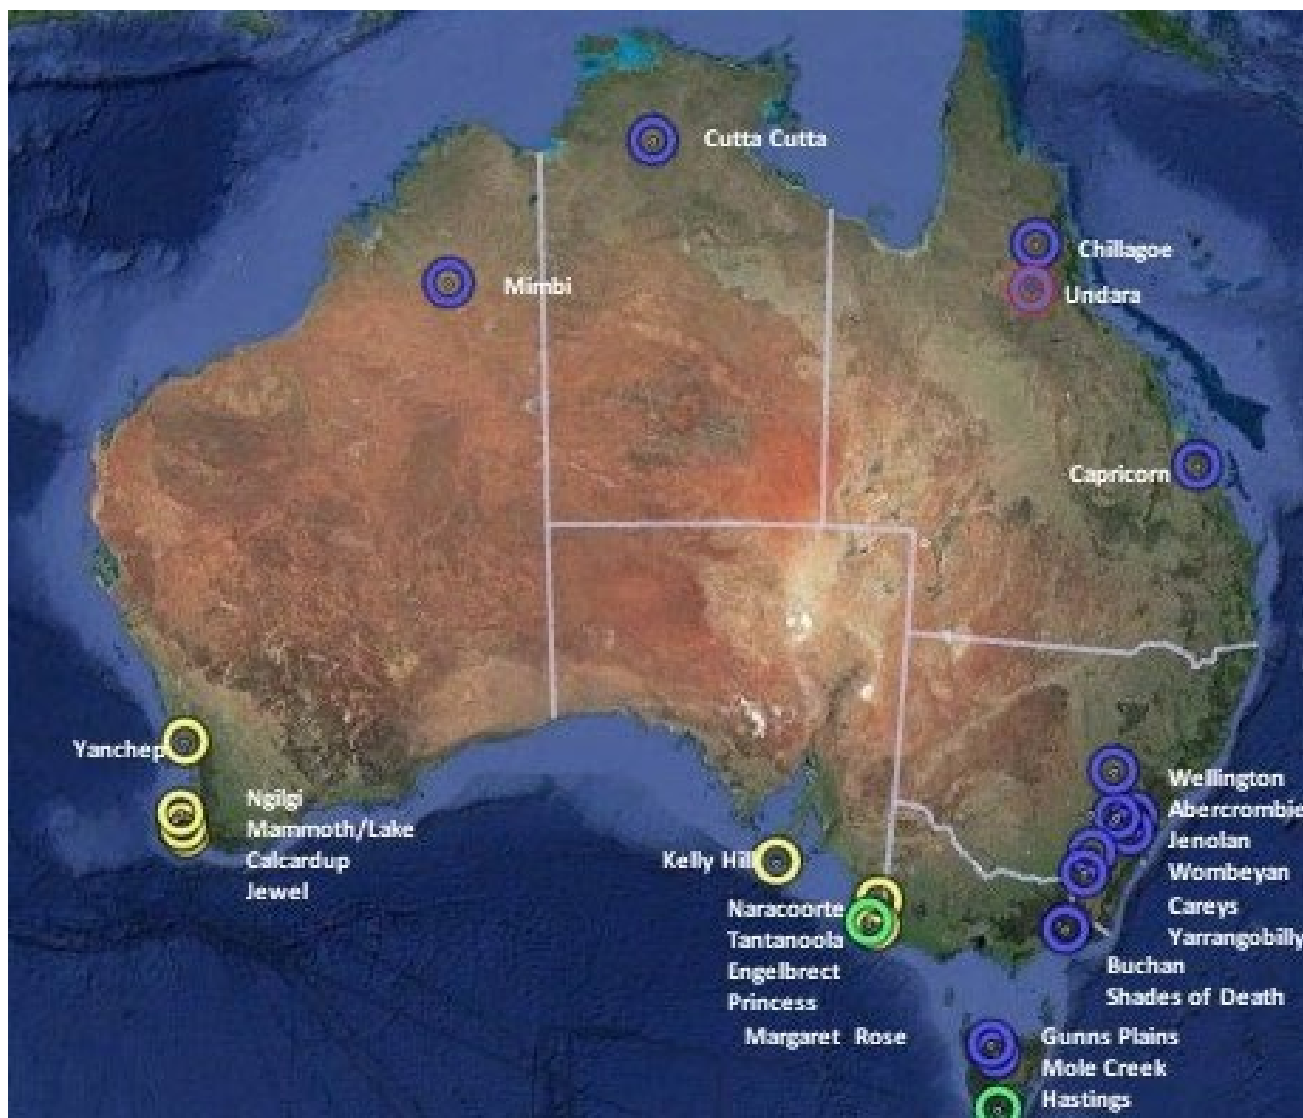 Cutta Cutta
Chillagoe
Mimbi
Undara
Capricorn
Yanchep
Ngilgi
Mammoth/Lake
Calcardup
Jewel
Kelly Hill
Naracoorte
Tantanoola
Engelbrect
Princess
Margaret Rose
Wellington
Abercrombie
Jenolan
Wombeyan
Careys
Yarrangobilly
Buchan
Shades of Death
Gunns Plains
Mole Creek
Hastings